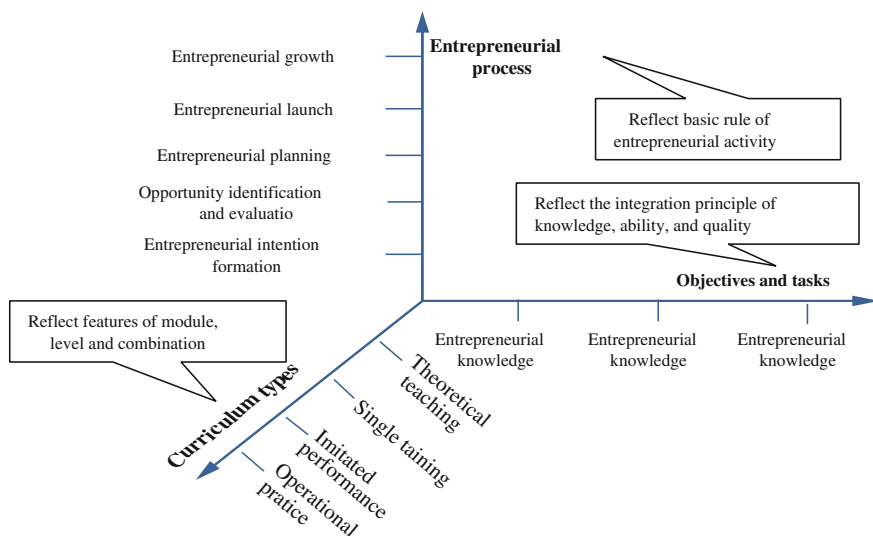 Entrepreneurial
process
Entrepreneurial growth
Entrepreneurial launch
Entrepreneurial planning
Opportunity identification
and evaluatio
Entrepreneurial intention
formation
Reflect basic rule of
entrepreneurial activity
Reflect the integration principle of
knowledge, ability, and quality
Objectives and tasks
Entrepreneurial
knowledge
Entrepreneurial
knowledge
Entrepreneurial
knowledge
Reflect features of module,
level and combination
Curriculum types
Theoretical
teaching
Single taining
Imitated
performance
Operational
pratice